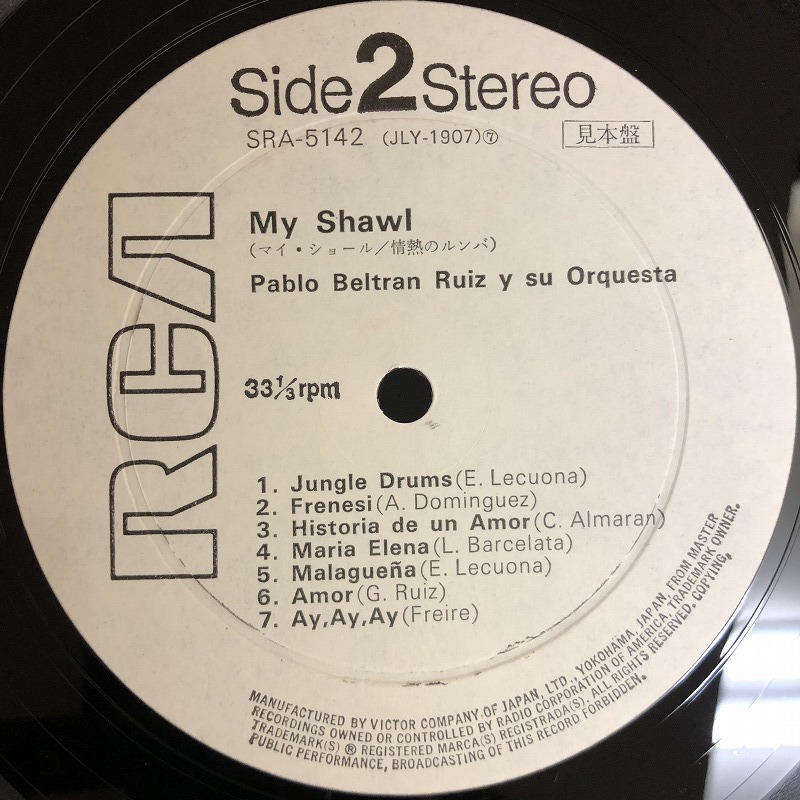 Side 2 Stereo
SRA-5142 (JLY-1907)⑦ 見本盤
RCA
My Shawl
(マイ・ショール／情熱のルンバ)
Pablo Beltran Ruiz y su Orquesta
33⅓rpm
1. Jungle Drums (E. Lecuona)
2. Frenesi (A. Dominguez)
3. Historia de un Amor (C. Almaran)
4. Maria Elena (L. Barcelata)
5. Malagueña (E. Lecuona)
6. Amor (G. Ruiz)
7. Ay, Ay, Ay (Freire)
MANUFACTURED BY VICTOR COMPANY OF JAPAN, LTD., YOKOHAMA, JAPAN, FROM MASTER
RECORDINGS OWNED OR CONTROLLED BY RADIO CORPORATION OF AMERICA, TRADEMARK OWNER.
TRADEMARK(S) ® REGISTERED MARCA(S) REGISTRADA(S). ALL RIGHTS RESERVED. COPYING,
PUBLIC PERFORMANCE, BROADCASTING OF THIS RECORD FORBIDDEN.